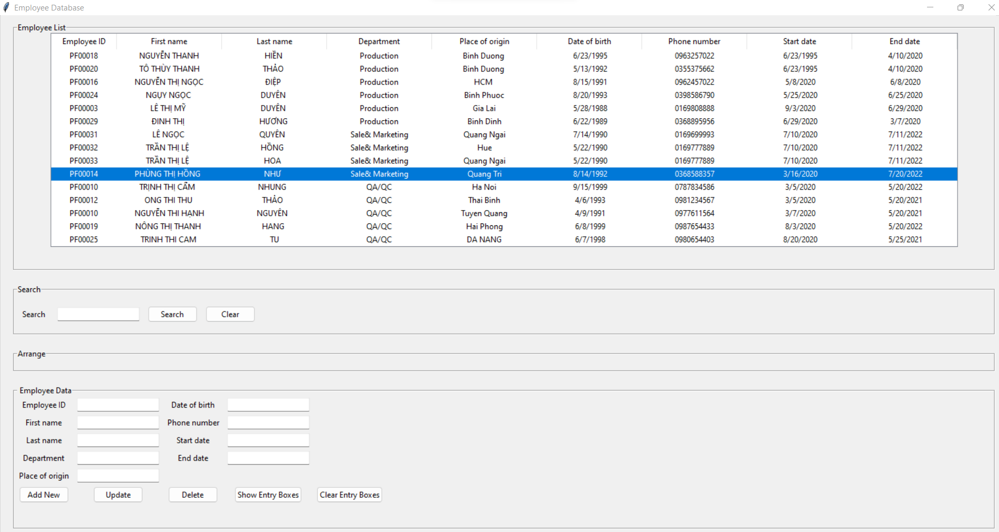 Employee Database
Employee List
Employee ID First name Last name Department Place of origin Date of birth Phone number Start date End date
PF00018 NGUYỄN THANH HIỀN Production Binh Duong 6/23/1995 0963257022 6/23/1995 4/10/2020
PF00020 TÔ THÙY THANH THẢO Production Binh Duong 5/13/1992 0355375662 6/23/1995 4/10/2020
PF00016 NGUYỄN THỊ NGỌC ĐIỆP Production HCM 8/15/1991 0962457022 5/8/2020 6/8/2020
PF00024 NGỤY NGỌC DUYÊN Production Binh Phuoc 8/20/1993 0398586790 5/25/2020 6/25/2020
PF00003 LÊ THỊ MỸ DUYÊN Production Gia Lai 5/28/1988 0169808888 9/3/2020 6/29/2020
PF00029 ĐINH THỊ HƯƠNG Production Binh Dinh 6/22/1989 0368895956 6/29/2020 3/7/2020
PF00031 LÊ NGỌC QUYÊN Sale& Marketing Quang Ngai 7/14/1990 0169699993 7/10/2020 7/11/2022
PF00032 TRẦN THỊ LỆ HỒNG Sale& Marketing Hue 5/22/1990 0169777889 7/10/2020 7/11/2022
PF00033 TRẦN THỊ LỆ HOA Sale& Marketing Quang Ngai 5/22/1990 0169777889 7/10/2020 7/11/2022
PF00014 PHÙNG THỊ HỒNG NHƯ Sale& Marketing Quang Tri 8/14/1992 0368588357 3/16/2020 7/20/2022
PF00010 TRỊNH THỊ CẨM NHUNG QA/QC Ha Noi 9/15/1999 0787834586 3/5/2020 5/20/2022
PF00012 ONG THI THU THẢO QA/QC Thai Binh 4/6/1993 0981234567 3/5/2020 5/20/2021
PF00010 NGUYỄN THI HẠNH NGUYÊN QA/QC Tuyen Quang 4/9/1991 0977611564 3/7/2020 5/20/2021
PF00019 NÔNG THỊ THANH HANG QA/QC Hai Phong 6/8/1999 0987654433 8/3/2020 5/20/2022
PF00025 TRINH THI CAM TU QA/QC DA NANG 6/7/1998 0980654403 8/20/2020 5/25/2021
Search
Search Search Clear
Arrange
Employee Data
Employee ID Date of birth
First name Phone number
Last name Start date
Department End date
Place of origin
Add New Update Delete Show Entry Boxes Clear Entry Boxes